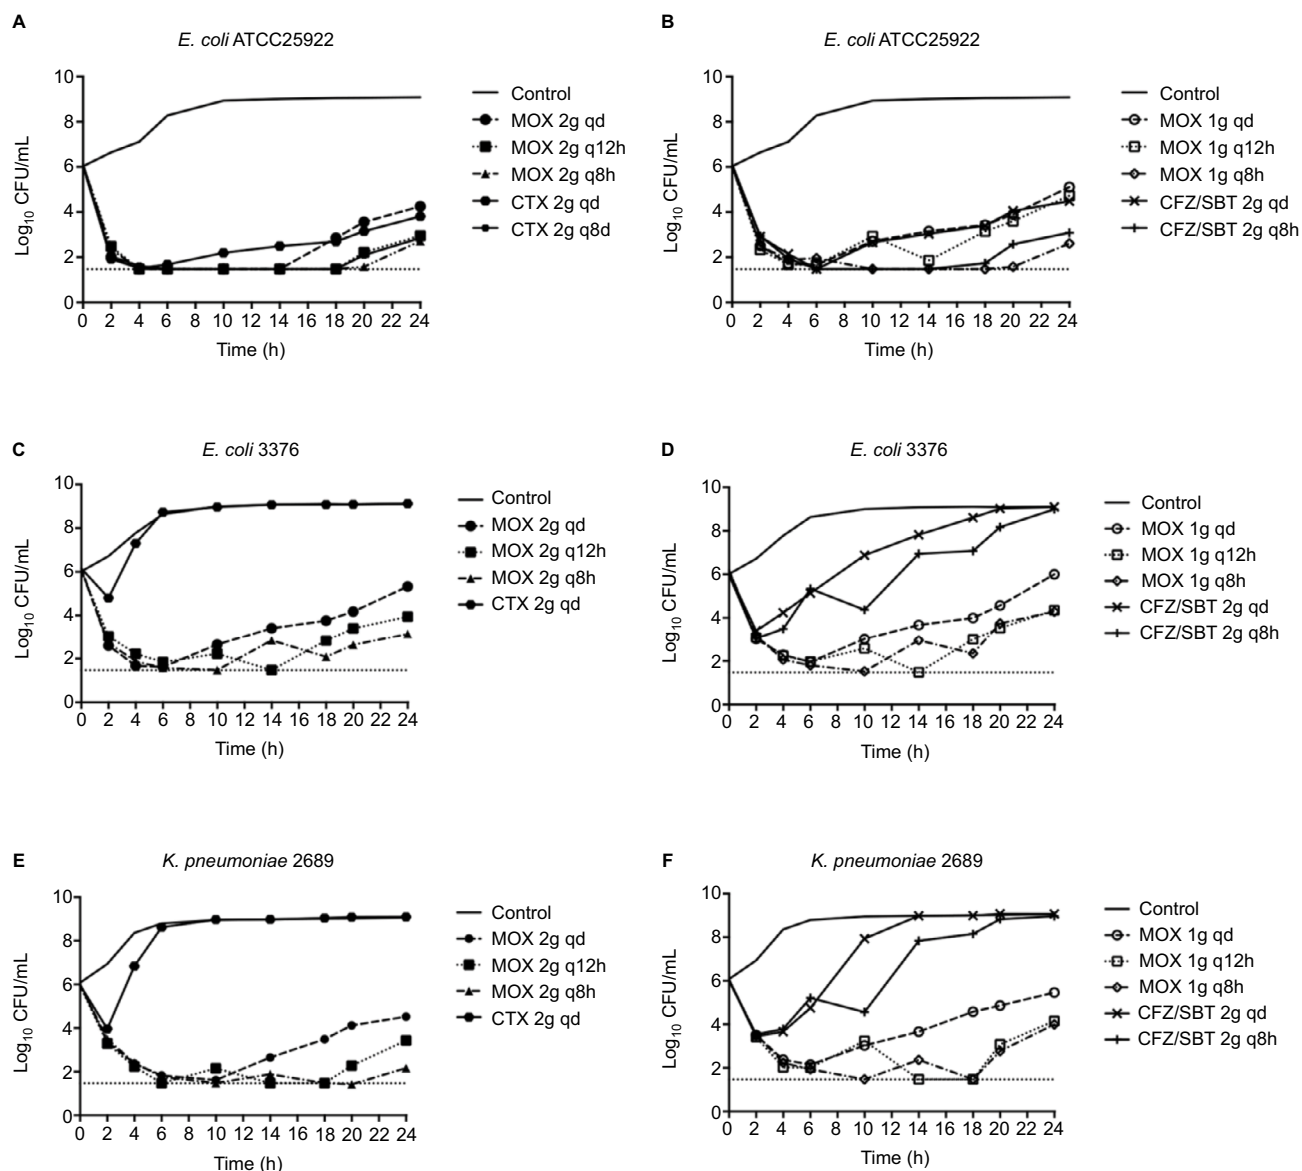 A
E. coli ATCC25922
Log10 CFU/mL
10
8
6
4
2
0
0 2 4 6 8 10 12 14 16 18 20 22 24
Time (h)
Control
MOX 2g qd
MOX 2g q12h
MOX 2g q8h
CTX 2g qd
CTX 2g q8d
B
E. coli ATCC25922
Log10 CFU/mL
10
8
6
4
2
0
0 2 4 6 8 10 12 14 16 18 20 22 24
Time (h)
Control
MOX 1g qd
MOX 1g q12h
MOX 1g q8h
CFZ/SBT 2g qd
CFZ/SBT 2g q8h
C
E. coli 3376
Log10 CFU/mL
10
8
6
4
2
0
0 2 4 6 8 10 12 14 16 18 20 22 24
Time (h)
Control
MOX 2g qd
MOX 2g q12h
MOX 2g q8h
CTX 2g qd
D
E. coli 3376
Log10 CFU/mL
10
8
6
4
2
0
0 2 4 6 8 10 12 14 16 18 20 22 24
Time (h)
Control
MOX 1g qd
MOX 1g q12h
MOX 1g q8h
CFZ/SBT 2g qd
CFZ/SBT 2g q8h
E
K. pneumoniae 2689
Log10 CFU/mL
10
8
6
4
2
0
0 2 4 6 8 10 12 14 16 18 20 22 24
Time (h)
Control
MOX 2g qd
MOX 2g q12h
MOX 2g q8h
CTX 2g qd
F
K. pneumoniae 2689
Log10 CFU/mL
10
8
6
4
2
0
0 2 4 6 8 10 12 14 16 18 20 22 24
Time (h)
Control
MOX 1g qd
MOX 1g q12h
MOX 1g q8h
CFZ/SBT 2g qd
CFZ/SBT 2g q8h